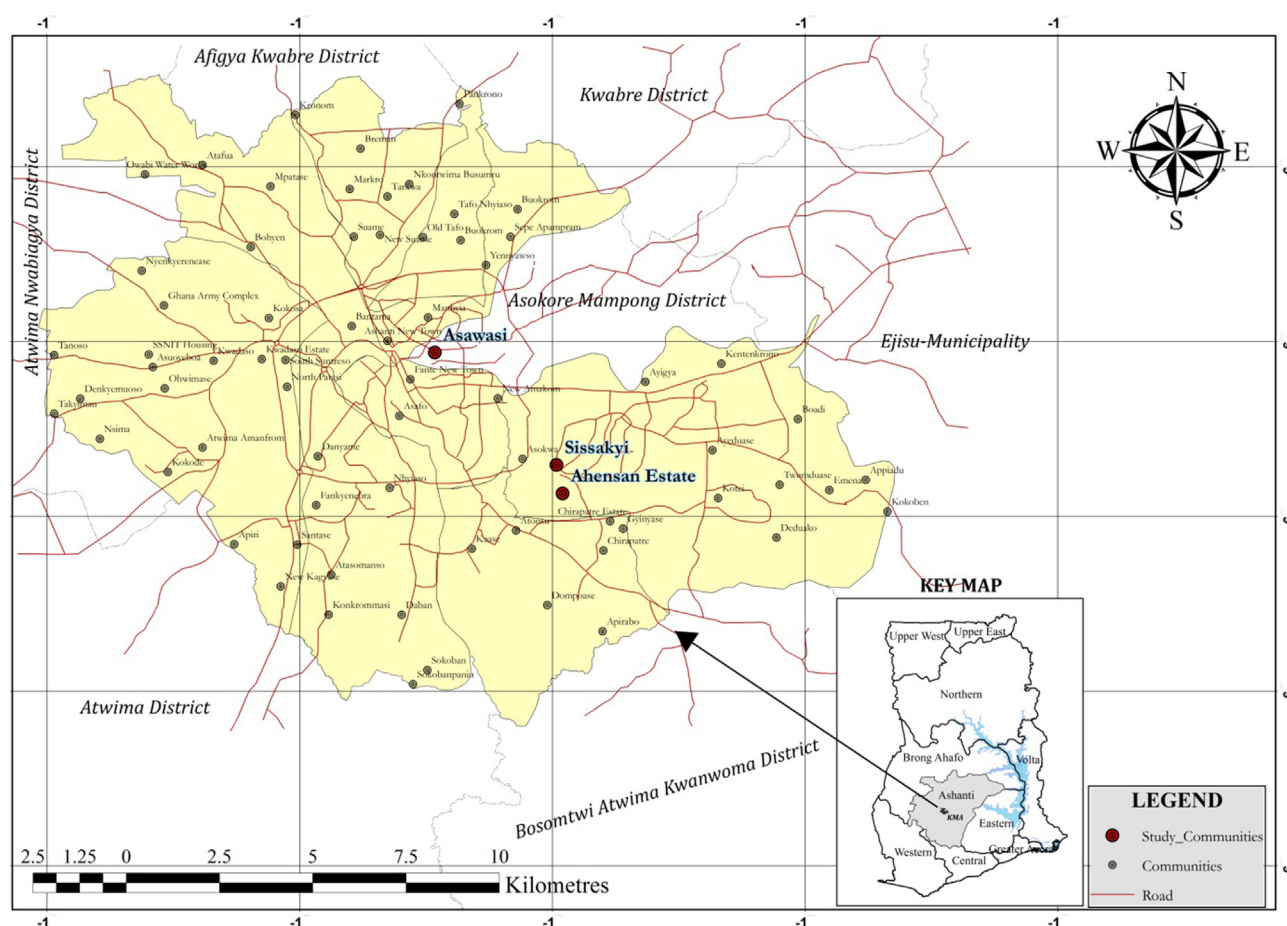 -1 -1 -1 -1 -1
Afigya Kwabre District
Kwabre District
Pankrono
Kronom
N
W E
S
Breman
Atafua
Owabi Water Works
Mpatase
Markro
Tarkwa
Nkontwima Busumru
Tafo Nhyiaso
Buokrom
Suame
New Suame
Old Tafo
Buokrom
Sepe Apampram
Bohyen
Yennyawso
Nyenkyerenease
Atwima Nwabiagya District
Ghana Army Complex
Asokore Mampong District
Kokosa
Bantama
Manhyia
Ashanti New Town
Asawasi
Ejisu-Municipality
Tanoso
SSNIT Housing
Asuoyeboa
Kwadaso
Kwadaso Estate
South Suntreso
Kentenkrono
Fante New Town
Ayigya
Denkyemuoso
Ohwimase
North Patasi
New Amakom
Takyiman
Asafo
Boadi
Nsima
Atwima Amanfrom
Danyame
Asokwa
Sissakyi
Ayeduase
Kokode
Ahensan Estate
Nhyiaso
Kotei
Twumduase
Emena
Appiadu
Fankyenebra
Chirapatre Estate
Gyinyase
Kokoben
Atonsu
Deduako
Apiri
Santase
Kaase
Chirapatre
Atasomanso
New Kagyase
KEY MAP
Konkrommasi
Daban
Domppase
Apirabo
Upper West
Upper East
Sokoban
Sokobanpanin
Northern
Atwima District
Bosomtwi Atwima Kwanwoma District
Brong Ahafo
Volta
Ashanti
KMA
Eastern
Western
Central
Greater Accra
LEGEND
Study_Communities
Communities
Road
2.5 1.25 0 2.5 5 7.5 10
Kilometres
-1 -1 -1 -1 -1